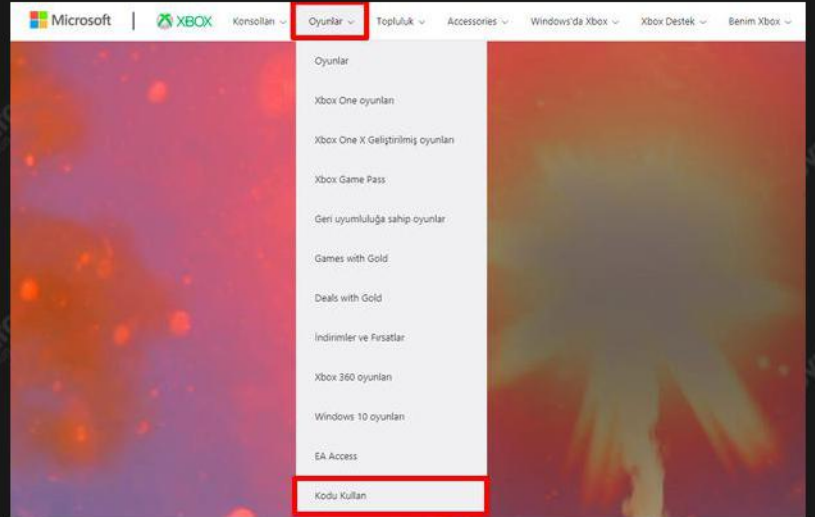 Microsoft XBOX Konsolları Oyunlar Topluluk Accessories Windows'da Xbox Xbox Destek Benim Xbox
Oyunlar
Xbox One oyunları
Xbox One X Geliştirilmiş oyunları
Xbox Game Pass
Geri uyumluluğa sahip oyunlar
Games with Gold
Deals with Gold
İndirimler ve Fırsatlar
Xbox 360 oyunları
Windows 10 oyunları
EA Access
Kodu Kullan